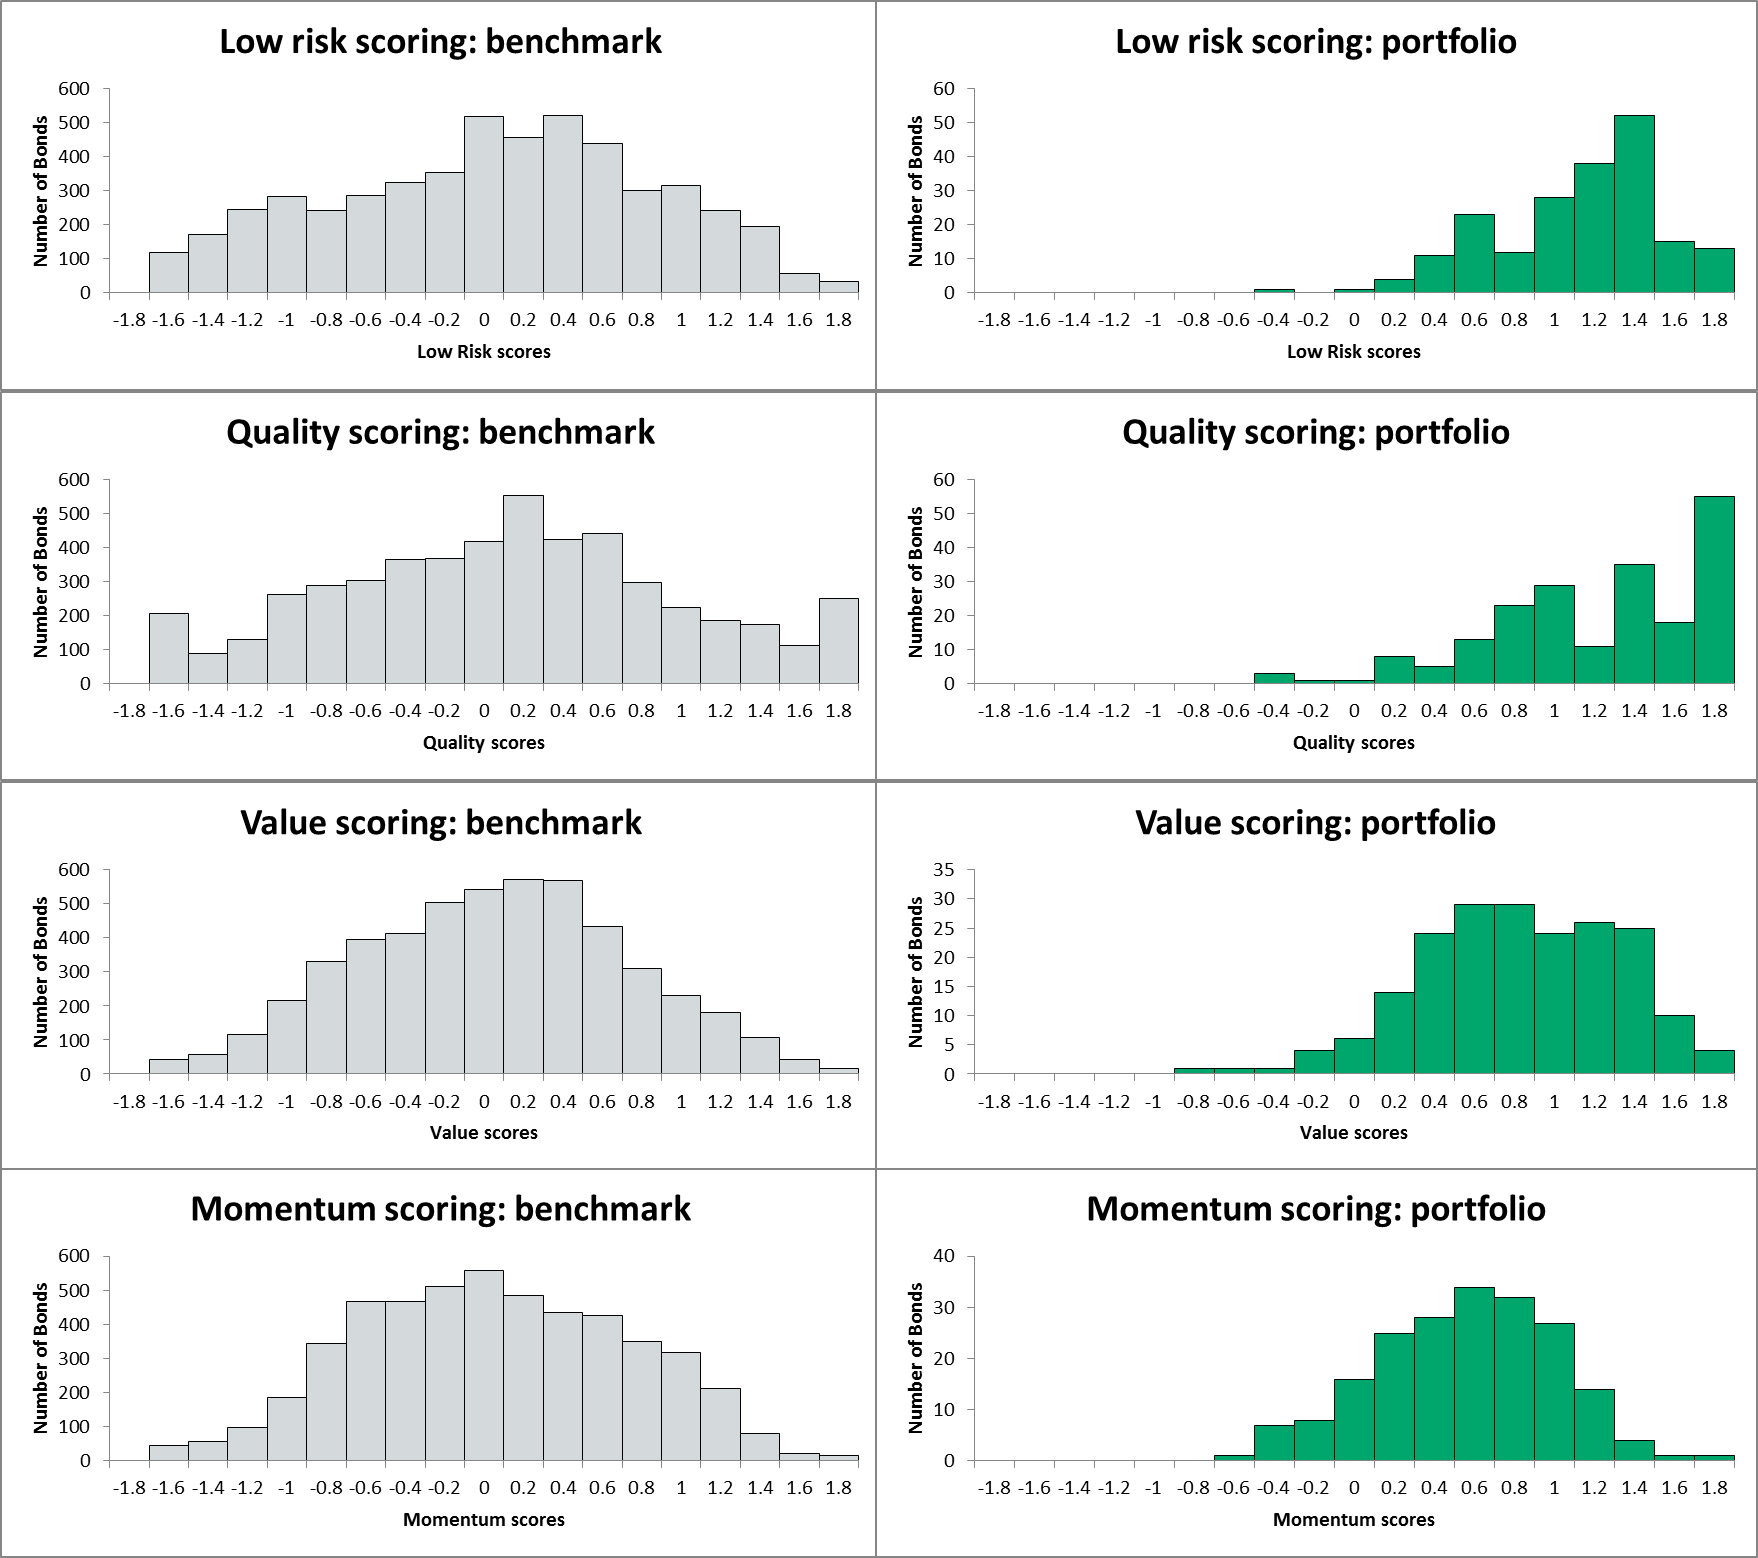 Low risk scoring: benchmark
Number of Bonds
600
500
400
300
200
100
0
-1.8 -1.6 -1.4 -1.2 -1 -0.8 -0.6 -0.4 -0.2 0 0.2 0.4 0.6 0.8 1 1.2 1.4 1.6 1.8
Low Risk scores
Low risk scoring: portfolio
Number of Bonds
60
50
40
30
20
10
0
-1.8 -1.6 -1.4 -1.2 -1 -0.8 -0.6 -0.4 -0.2 0 0.2 0.4 0.6 0.8 1 1.2 1.4 1.6 1.8
Low Risk scores
Quality scoring: benchmark
Number of Bonds
600
500
400
300
200
100
0
-1.8 -1.6 -1.4 -1.2 -1 -0.8 -0.6 -0.4 -0.2 0 0.2 0.4 0.6 0.8 1 1.2 1.4 1.6 1.8
Quality scores
Quality scoring: portfolio
Number of Bonds
60
50
40
30
20
10
0
-1.8 -1.6 -1.4 -1.2 -1 -0.8 -0.6 -0.4 -0.2 0 0.2 0.4 0.6 0.8 1 1.2 1.4 1.6 1.8
Quality scores
Value scoring: benchmark
Number of Bonds
600
500
400
300
200
100
0
-1.8 -1.6 -1.4 -1.2 -1 -0.8 -0.6 -0.4 -0.2 0 0.2 0.4 0.6 0.8 1 1.2 1.4 1.6 1.8
Value scores
Value scoring: portfolio
Number of Bonds
35
30
25
20
15
10
5
0
-1.8 -1.6 -1.4 -1.2 -1 -0.8 -0.6 -0.4 -0.2 0 0.2 0.4 0.6 0.8 1 1.2 1.4 1.6 1.8
Value scores
Momentum scoring: benchmark
Number of Bonds
600
500
400
300
200
100
0
-1.8 -1.6 -1.4 -1.2 -1 -0.8 -0.6 -0.4 -0.2 0 0.2 0.4 0.6 0.8 1 1.2 1.4 1.6 1.8
Momentum scores
Momentum scoring: portfolio
Number of Bonds
40
30
20
10
0
-1.8 -1.6 -1.4 -1.2 -1 -0.8 -0.6 -0.4 -0.2 0 0.2 0.4 0.6 0.8 1 1.2 1.4 1.6 1.8
Momentum scores